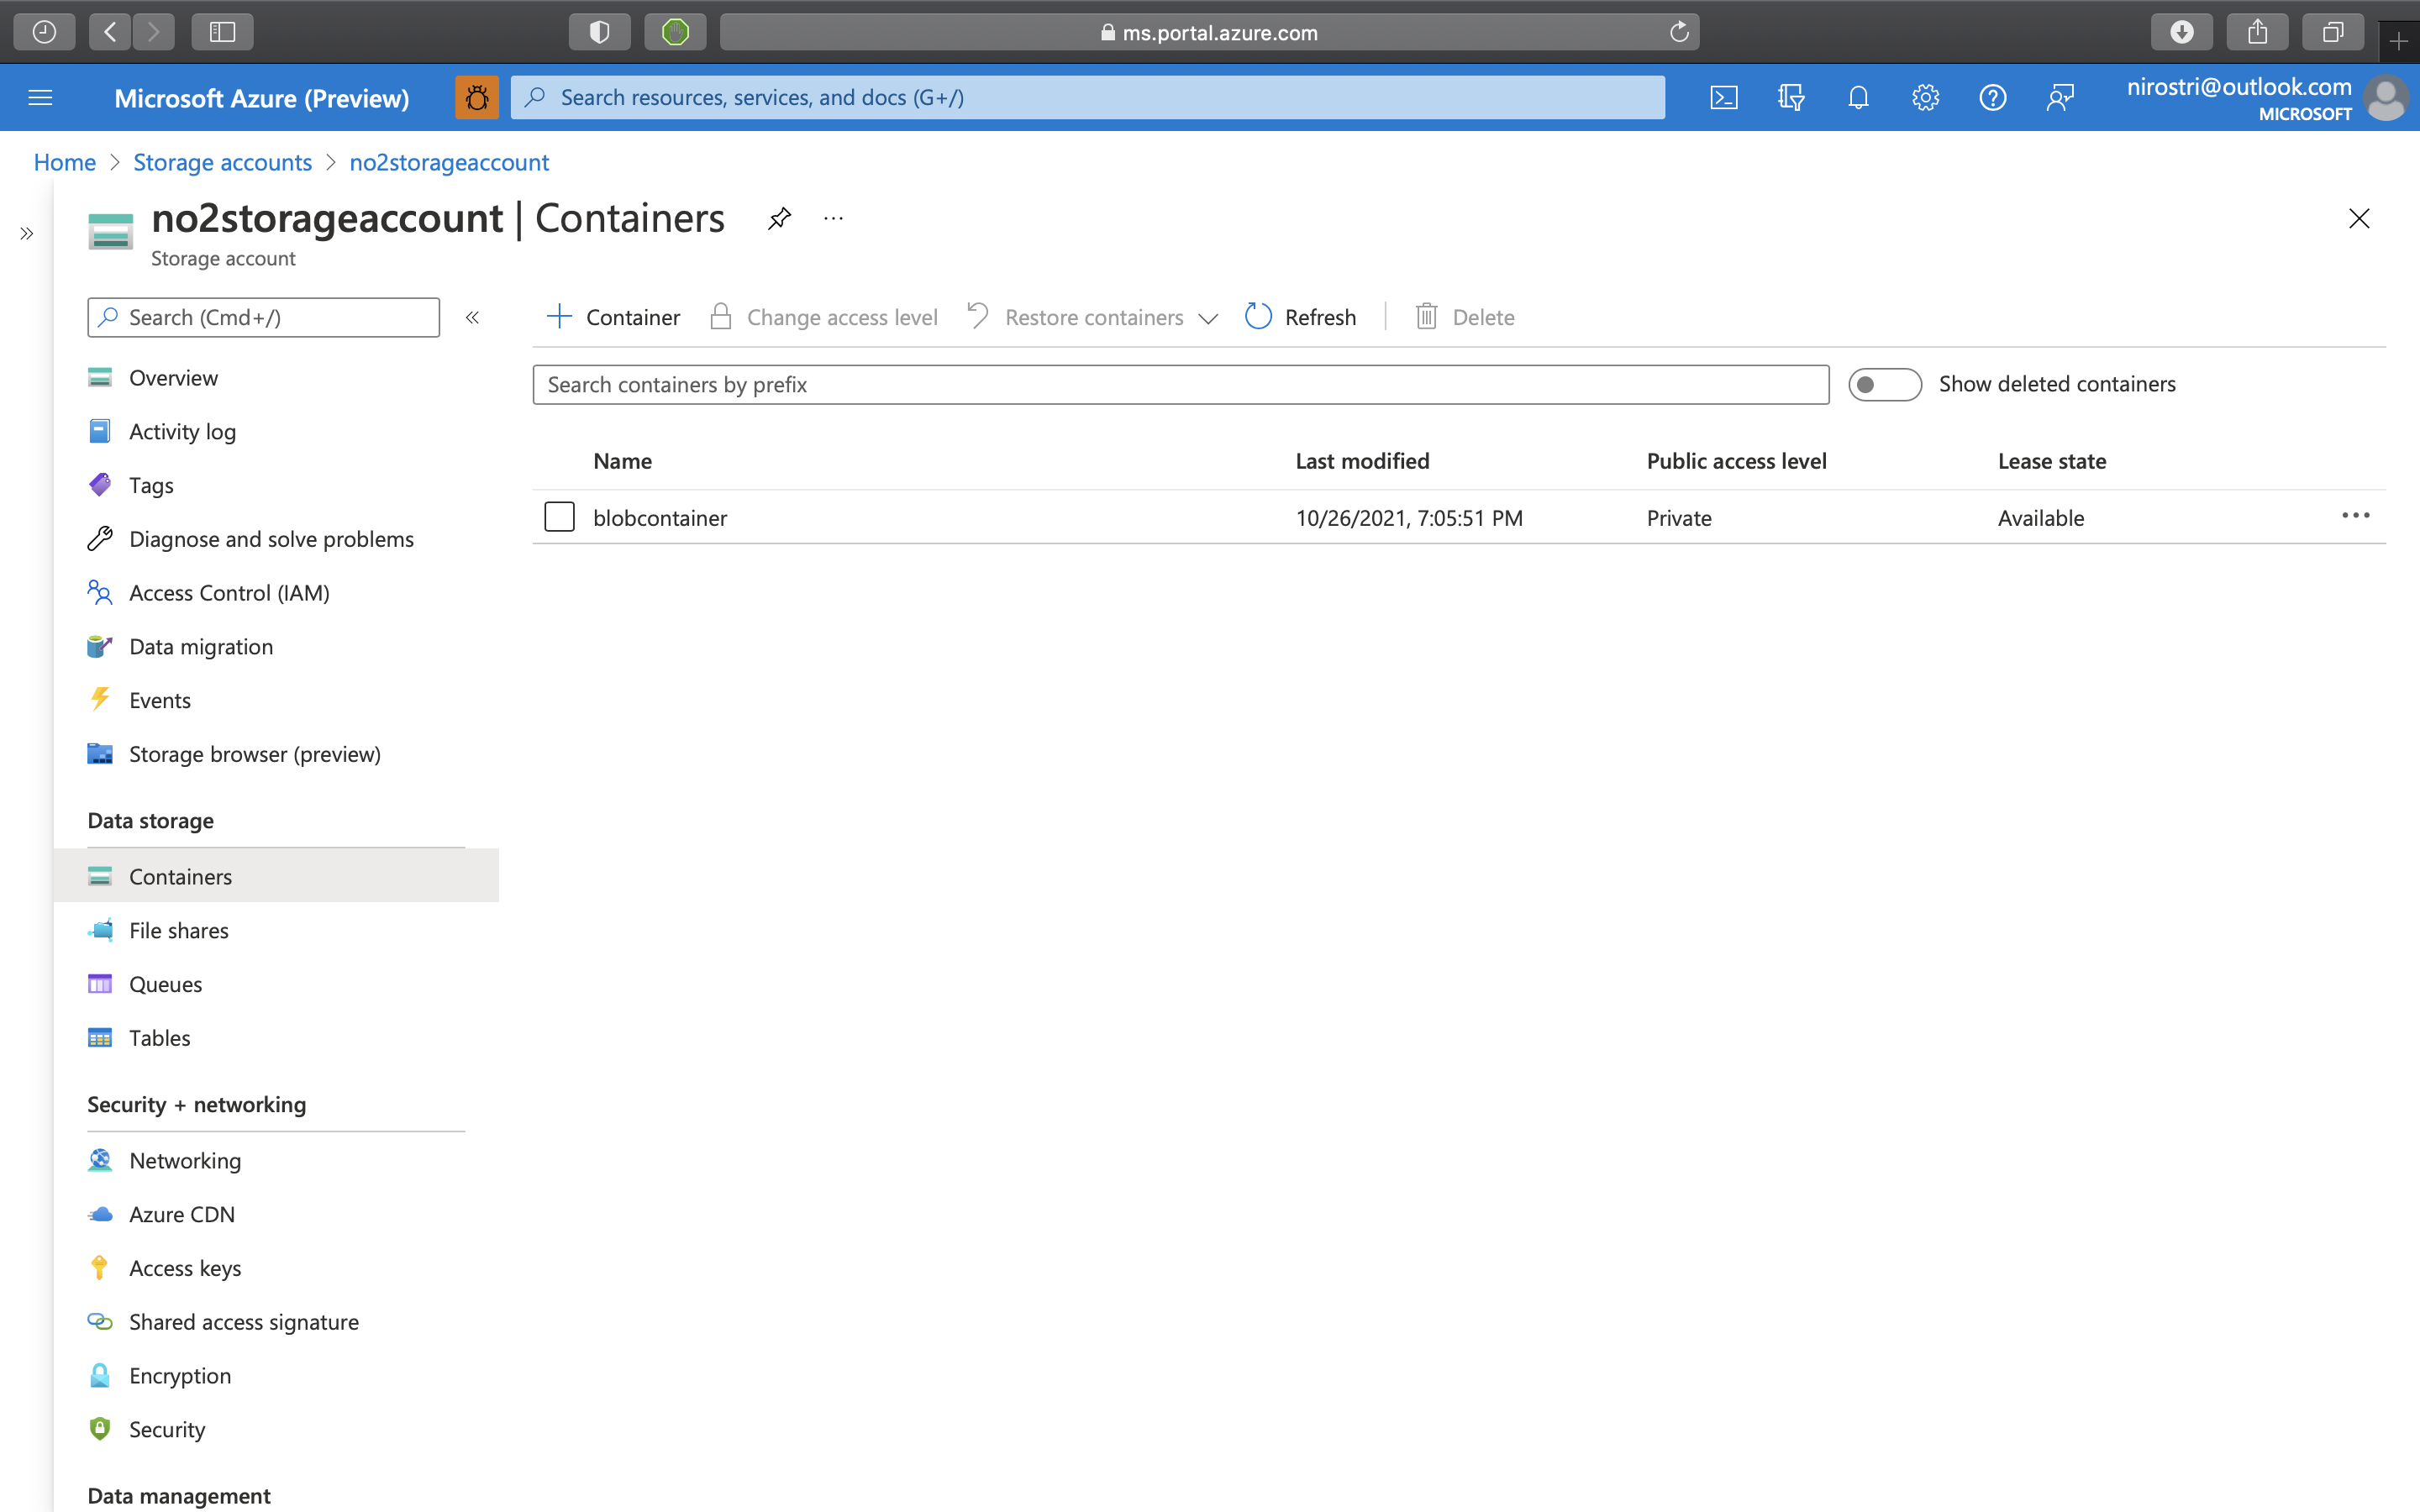 ms.portal.azure.com
Microsoft Azure (Preview)
Search resources, services, and docs (G+/)
nirostri@outlook.com
MICROSOFT
Home > Storage accounts > no2storageaccount
no2storageaccount | Containers
Storage account
Search (Cmd+/)
Overview
Activity log
Tags
Diagnose and solve problems
Access Control (IAM)
Data migration
Events
Storage browser (preview)
Data storage
Containers
File shares
Queues
Tables
Security + networking
Networking
Azure CDN
Access keys
Shared access signature
Encryption
Security
Data management
Container Change access level Restore containers Refresh Delete
Search containers by prefix
Show deleted containers
Name Last modified Public access level Lease state
blobcontainer 10/26/2021, 7:05:51 PM Private Available